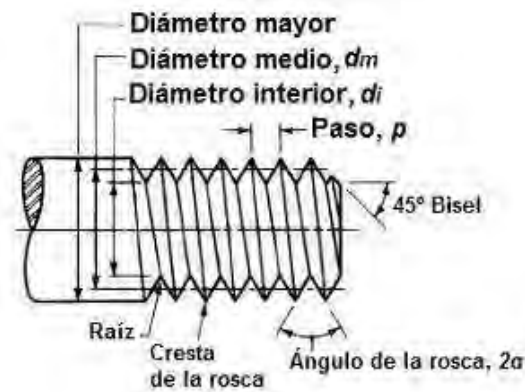 Diámetro mayor
Diámetro medio, dm
Diámetro interior, di
Paso, p
45º Bisel
Raíz
Cresta
de la rosca
Ángulo de la rosca, 2α